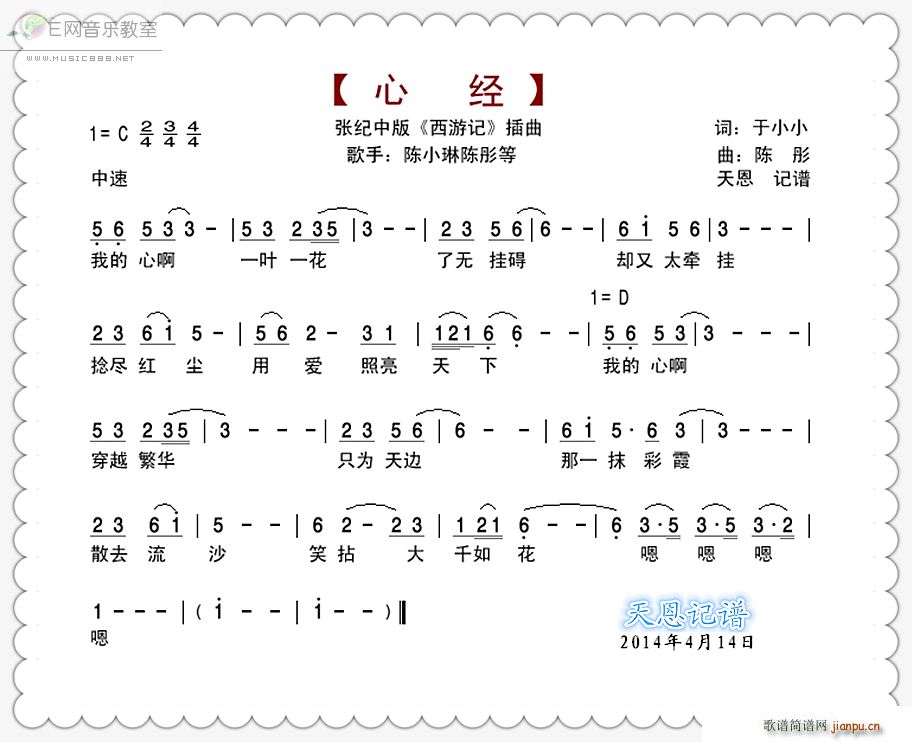 E网音乐教室
WWW.MUSIC888.NET
【 心 经 】
1= C 2/4 3/4 4/4
张纪中版《西游记》插曲
词: 于小小
歌手: 陈小琳陈彤等
曲: 陈 彤
中速
天恩 记谱
5 6 5 3 3 - | 5 3 2 3 5 | 3 - - | 2 3 5 6 | 6 - - | 6 i 5 6 | 3 - - - |
我的 心啊 一叶 一花 了无 挂碍 却又 太牵 挂
1= D
2 3 6 i 5 - | 5 6 2 - 3 1 | 1 2 1 6 6 - - | 5 6 5 3 | 3 - - - |
捻尽 红 尘 用 爱 照亮 天 下 我的 心啊
5 3 2 3 5 | 3 - - - | 2 3 5 6 | 6 - - | 6 i 5 · 6 3 | 3 - - - |
穿越 繁华 只为 天边 那一 抹 彩 霞
2 3 6 i | 5 - - | 6 2 - 2 3 | 1 2 1 6 - - | 6 3 · 5 3 · 5 3 · 2 |
散去 流 沙 笑 拈 大 千如 花 嗯 嗯 嗯
1 - - - | ( i - - | i - - ) ‖
嗯
天恩记谱
2014年4月14日
歌谱简谱网 jianpu.cn